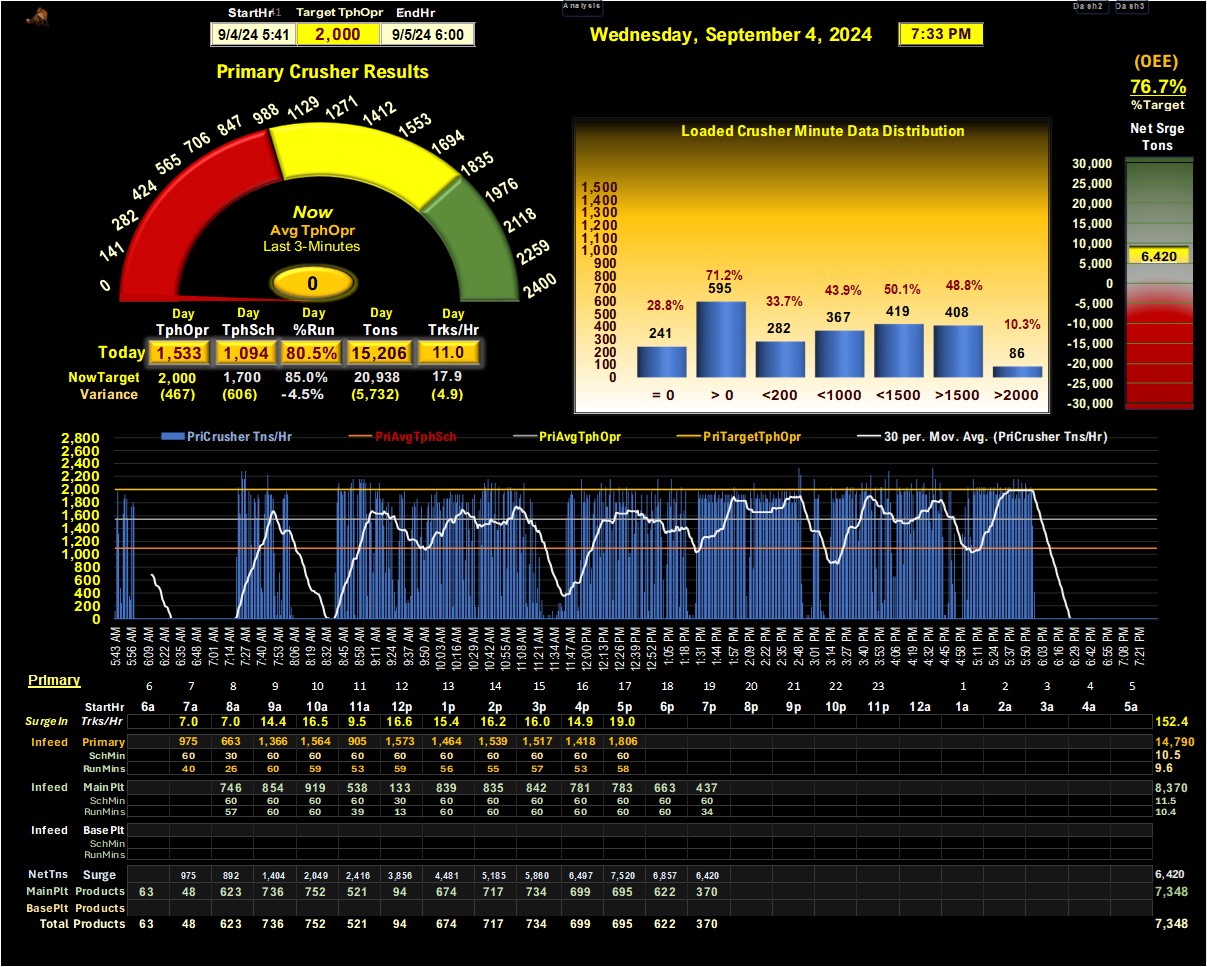 StartHr Target TphOpr EndHr
9/4/24 5:41 2,000 9/5/24 6:00
Analysis
Wednesday, September 4, 2024 7:33 PM
Dash2 Dash3
Primary Crusher Results
0 141 282 424 565 706 847 988 1129 1271 1412 1553 1694 1835 1976 2118 2259 2400
Now
Avg TphOpr
Last 3-Minutes
0
Day Day Day Day Day
TphOpr TphSch %Run Tons Trks/Hr
Today 1,533 1,094 80.5% 15,206 11.0
NowTarget 2,000 1,700 85.0% 20,938 17.9
Variance (467) (606) -4.5% (5,732) (4.9)
Loaded Crusher Minute Data Distribution
1,500
1,400
1,300
1,200
1,100
1,000
900
800
700
600
500
400
300
200
100
0
28.8% 71.2% 33.7% 43.9% 50.1% 48.8% 10.3%
241 595 282 367 419 408 86
= 0 > 0 <200 <1000 <1500 >1500 >2000
(OEE)
76.7%
%Target
Net Srge
Tons
30,000
25,000
20,000
15,000
10,000
5,000
0
-5,000
-10,000
-15,000
-20,000
-25,000
-30,000
6,420
PriCrusher Tns/Hr PriAvgTphSch PriAvgTphOpr PriTargetTphOpr 30 per. Mov. Avg. (PriCrusher Tns/Hr)
2,800
2,600
2,400
2,200
2,000
1,800
1,600
1,400
1,200
1,000
800
600
400
200
0
5:43 AM 5:56 AM 6:09 AM 6:22 AM 6:35 AM 6:48 AM 7:01 AM 7:14 AM 7:27 AM 7:40 AM 7:53 AM 8:06 AM 8:19 AM 8:32 AM 8:45 AM 8:58 AM 9:11 AM 9:24 AM 9:37 AM 9:50 AM 10:03 AM 10:16 AM 10:29 AM 10:42 AM 10:55 AM 11:08 AM 11:21 AM 11:34 AM 11:47 AM 12:00 PM 12:13 PM 12:26 PM 12:39 PM 12:52 PM 1:05 PM 1:18 PM 1:31 PM 1:44 PM 1:57 PM 2:09 PM 2:22 PM 2:35 PM 2:48 PM 3:01 PM 3:14 PM 3:27 PM 3:40 PM 3:53 PM 4:06 PM 4:19 PM 4:32 PM 4:45 PM 4:58 PM 5:11 PM 5:24 PM 5:37 PM 5:50 PM 6:03 PM 6:16 PM 6:29 PM 6:42 PM 6:55 PM 7:08 PM 7:21 PM
Primary
6 7 8 9 10 11 12 13 14 15 16 17 18 19 20 21 22 23 1 2 3 4 5
StartHr 6a 7a 8a 9a 10a 11a 12p 1p 2p 3p 4p 5p 6p 7p 8p 9p 10p 11p 12a 1a 2a 3a 4a 5a
SurgeIn Trks/Hr 7.0 7.0 14.4 16.5 9.5 16.6 15.4 16.2 16.0 14.9 19.0 152.4
Infeed Primary 975 663 1,366 1,564 905 1,573 1,464 1,539 1,517 1,418 1,806 14,790
SchMin 60 30 60 60 60 60 60 60 60 60 60 10.5
RunMins 40 26 60 59 53 59 56 55 57 53 58 9.6
Infeed MainPlt 746 854 919 538 133 839 835 842 781 783 663 437 8,370
SchMin 60 60 60 60 30 60 60 60 60 60 60 60 11.5
RunMins 57 60 60 39 13 60 60 60 60 60 60 34 10.4
Infeed BasePlt
SchMin
RunMins
NetTns Surge 975 892 1,404 2,049 2,416 3,856 4,481 5,185 5,860 6,497 7,520 6,857 6,420 6,420
MainPlt Products 63 48 623 736 752 521 94 674 717 734 699 695 622 370 7,348
BasePlt Products
Total Products 63 48 623 736 752 521 94 674 717 734 699 695 622 370 7,348